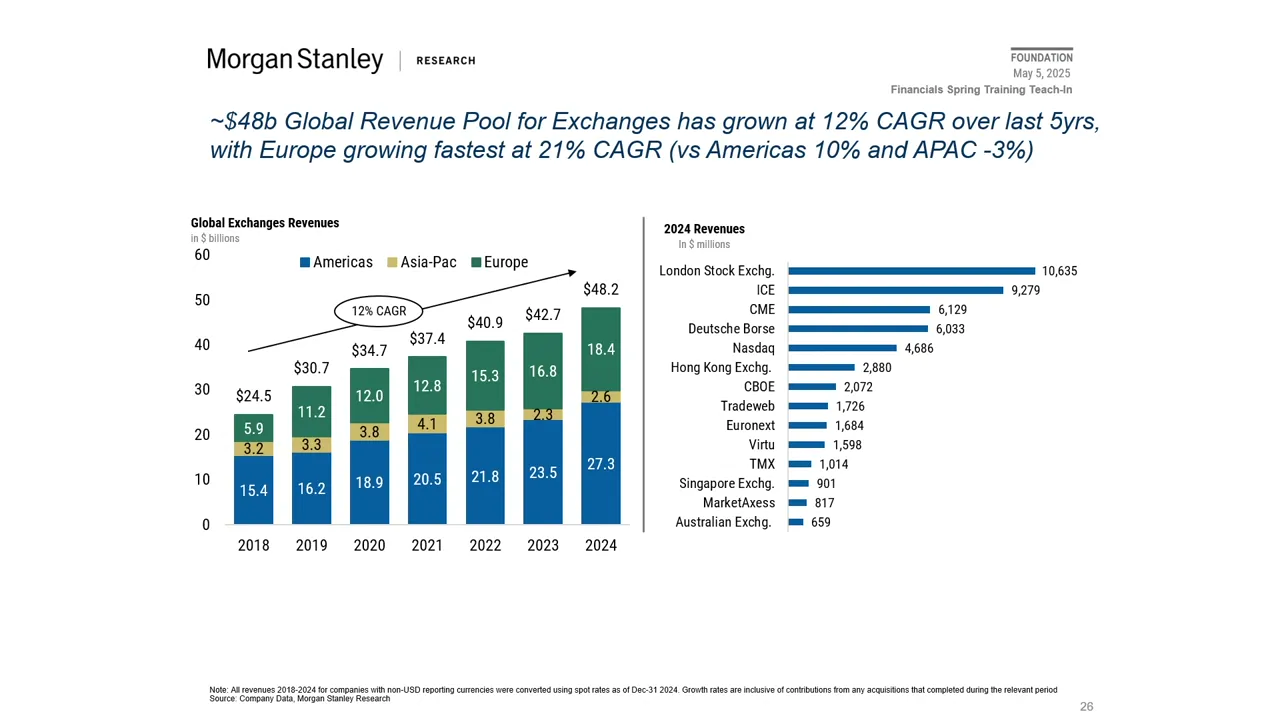 Morgan Stanley | RESEARCH
FOUNDATION
May 5, 2025
Financials Spring Training Teach-In
~$48b Global Revenue Pool for Exchanges has grown at 12% CAGR over last 5yrs,
with Europe growing fastest at 21% CAGR (vs Americas 10% and APAC -3%)
Global Exchanges Revenues
in $ billions
Americas Asia-Pac Europe
60
50
40
30
20
10
0
12% CAGR
$24.5
5.9
3.2
15.4
$30.7
11.2
3.3
16.2
$34.7
12.0
3.8
18.9
$37.4
12.8
4.1
20.5
$40.9
15.3
3.8
21.8
$42.7
16.8
2.3
23.5
$48.2
18.4
2.6
27.3
2018 2019 2020 2021 2022 2023 2024
2024 Revenues
In $ millions
London Stock Exchg. 10,635
ICE 9,279
CME 6,129
Deutsche Borse 6,033
Nasdaq 4,686
Hong Kong Exchg. 2,880
CBOE 2,072
Tradeweb 1,726
Euronext 1,684
Virtu 1,598
TMX 1,014
Singapore Exchg. 901
MarketAxess 817
Australian Exchg. 659
Note: All revenues 2018-2024 for companies with non-USD reporting currencies were converted using spot rates as of Dec-31 2024. Growth rates are inclusive of contributions from any acquisitions that completed during the relevant period
Source: Company Data, Morgan Stanley Research
26